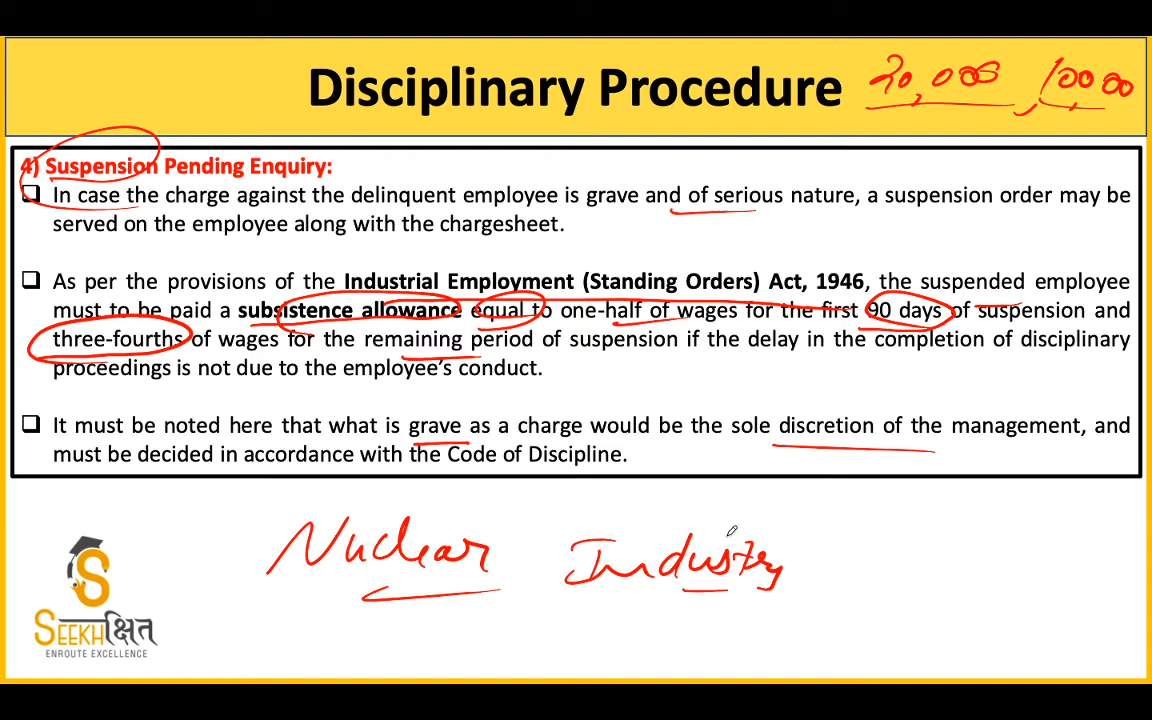 Disciplinary Procedure 20,000, 10000
4) Suspension Pending Enquiry:
In case the charge against the delinquent employee is grave and of serious nature, a suspension order may be
served on the employee along with the chargesheet.
As per the provisions of the Industrial Employment (Standing Orders) Act, 1946, the suspended employee
must to be paid a subsistence allowance equal to one-half of wages for the first 90 days of suspension and
three-fourths of wages for the remaining period of suspension if the delay in the completion of disciplinary
proceedings is not due to the employee's conduct.
It must be noted here that what is grave as a charge would be the sole discretion of the management, and
must be decided in accordance with the Code of Discipline.
Nuclear Industry
SEEKHक्षित
ENROUTE EXCELLENCE